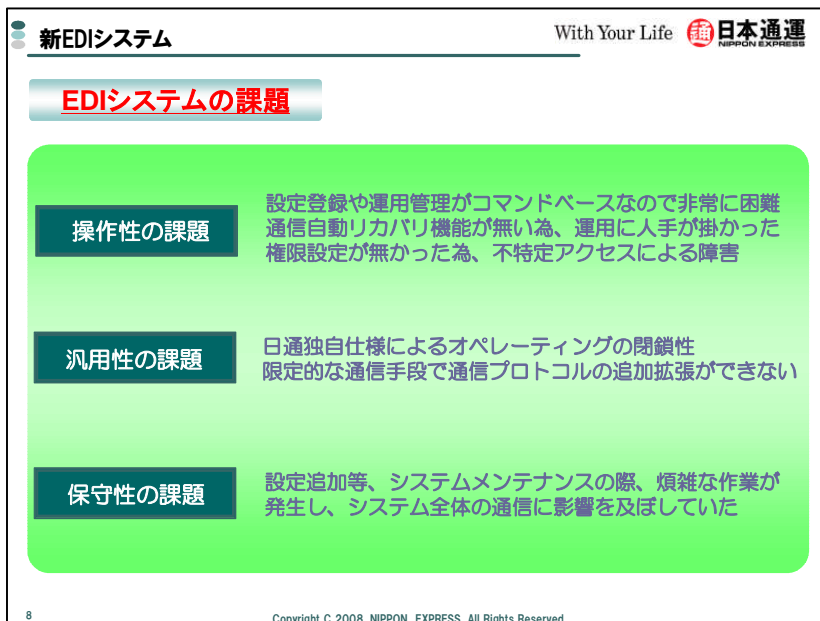 新EDIシステム
With Your Life 通 日本通運
NIPPON EXPRESS
EDIシステムの課題
操作性の課題
設定登録や運用管理がコマンドベースなので非常に困難
通信自動リカバリ機能が無い為、運用に人手が掛かった
権限設定が無かった為、不特定アクセスによる障害
汎用性の課題
日通独自仕様によるオペレーティングの閉鎖性
限定的な通信手段で通信プロトコルの追加拡張ができない
保守性の課題
設定追加等、システムメンテナンスの際、煩雑な作業が
発生し、システム全体の通信に影響を及ぼしていた
8
Copyright C 2008 NIPPON EXPRESS All Rights Reserved